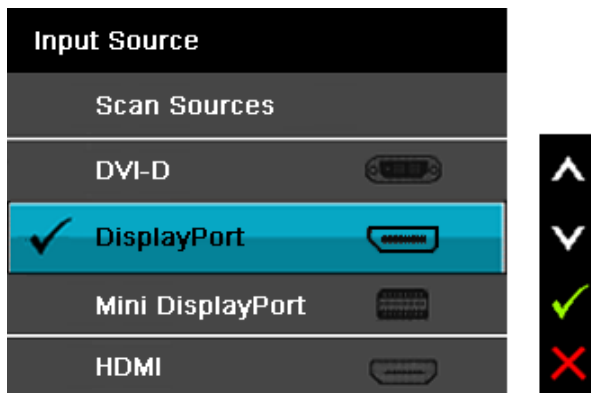 Input Source
Scan Sources
DVI-D
DisplayPort
Mini DisplayPort
HDMI